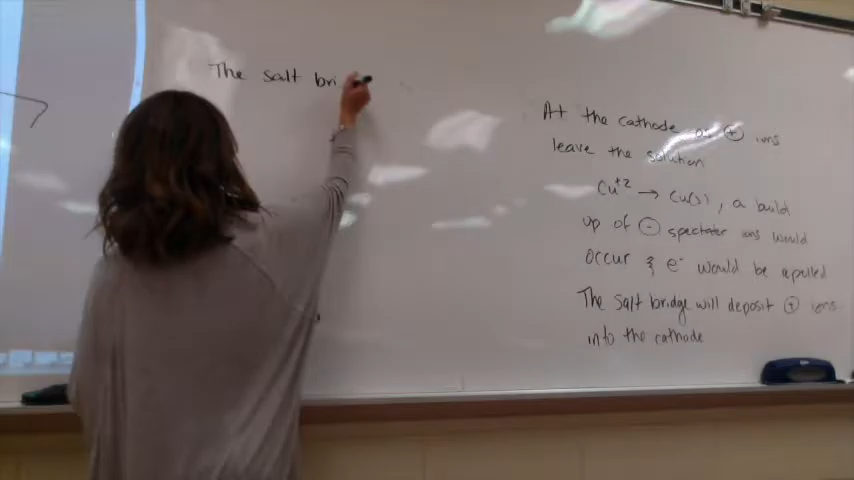 The salt bri
At the cathode as ⊕ ions
leave the solution
Cu+2 → Cu(s), a build
up of ⊖ spectator ions would
occur & e- would be repelled
The salt bridge will deposit ⊕ ions
into the cathode